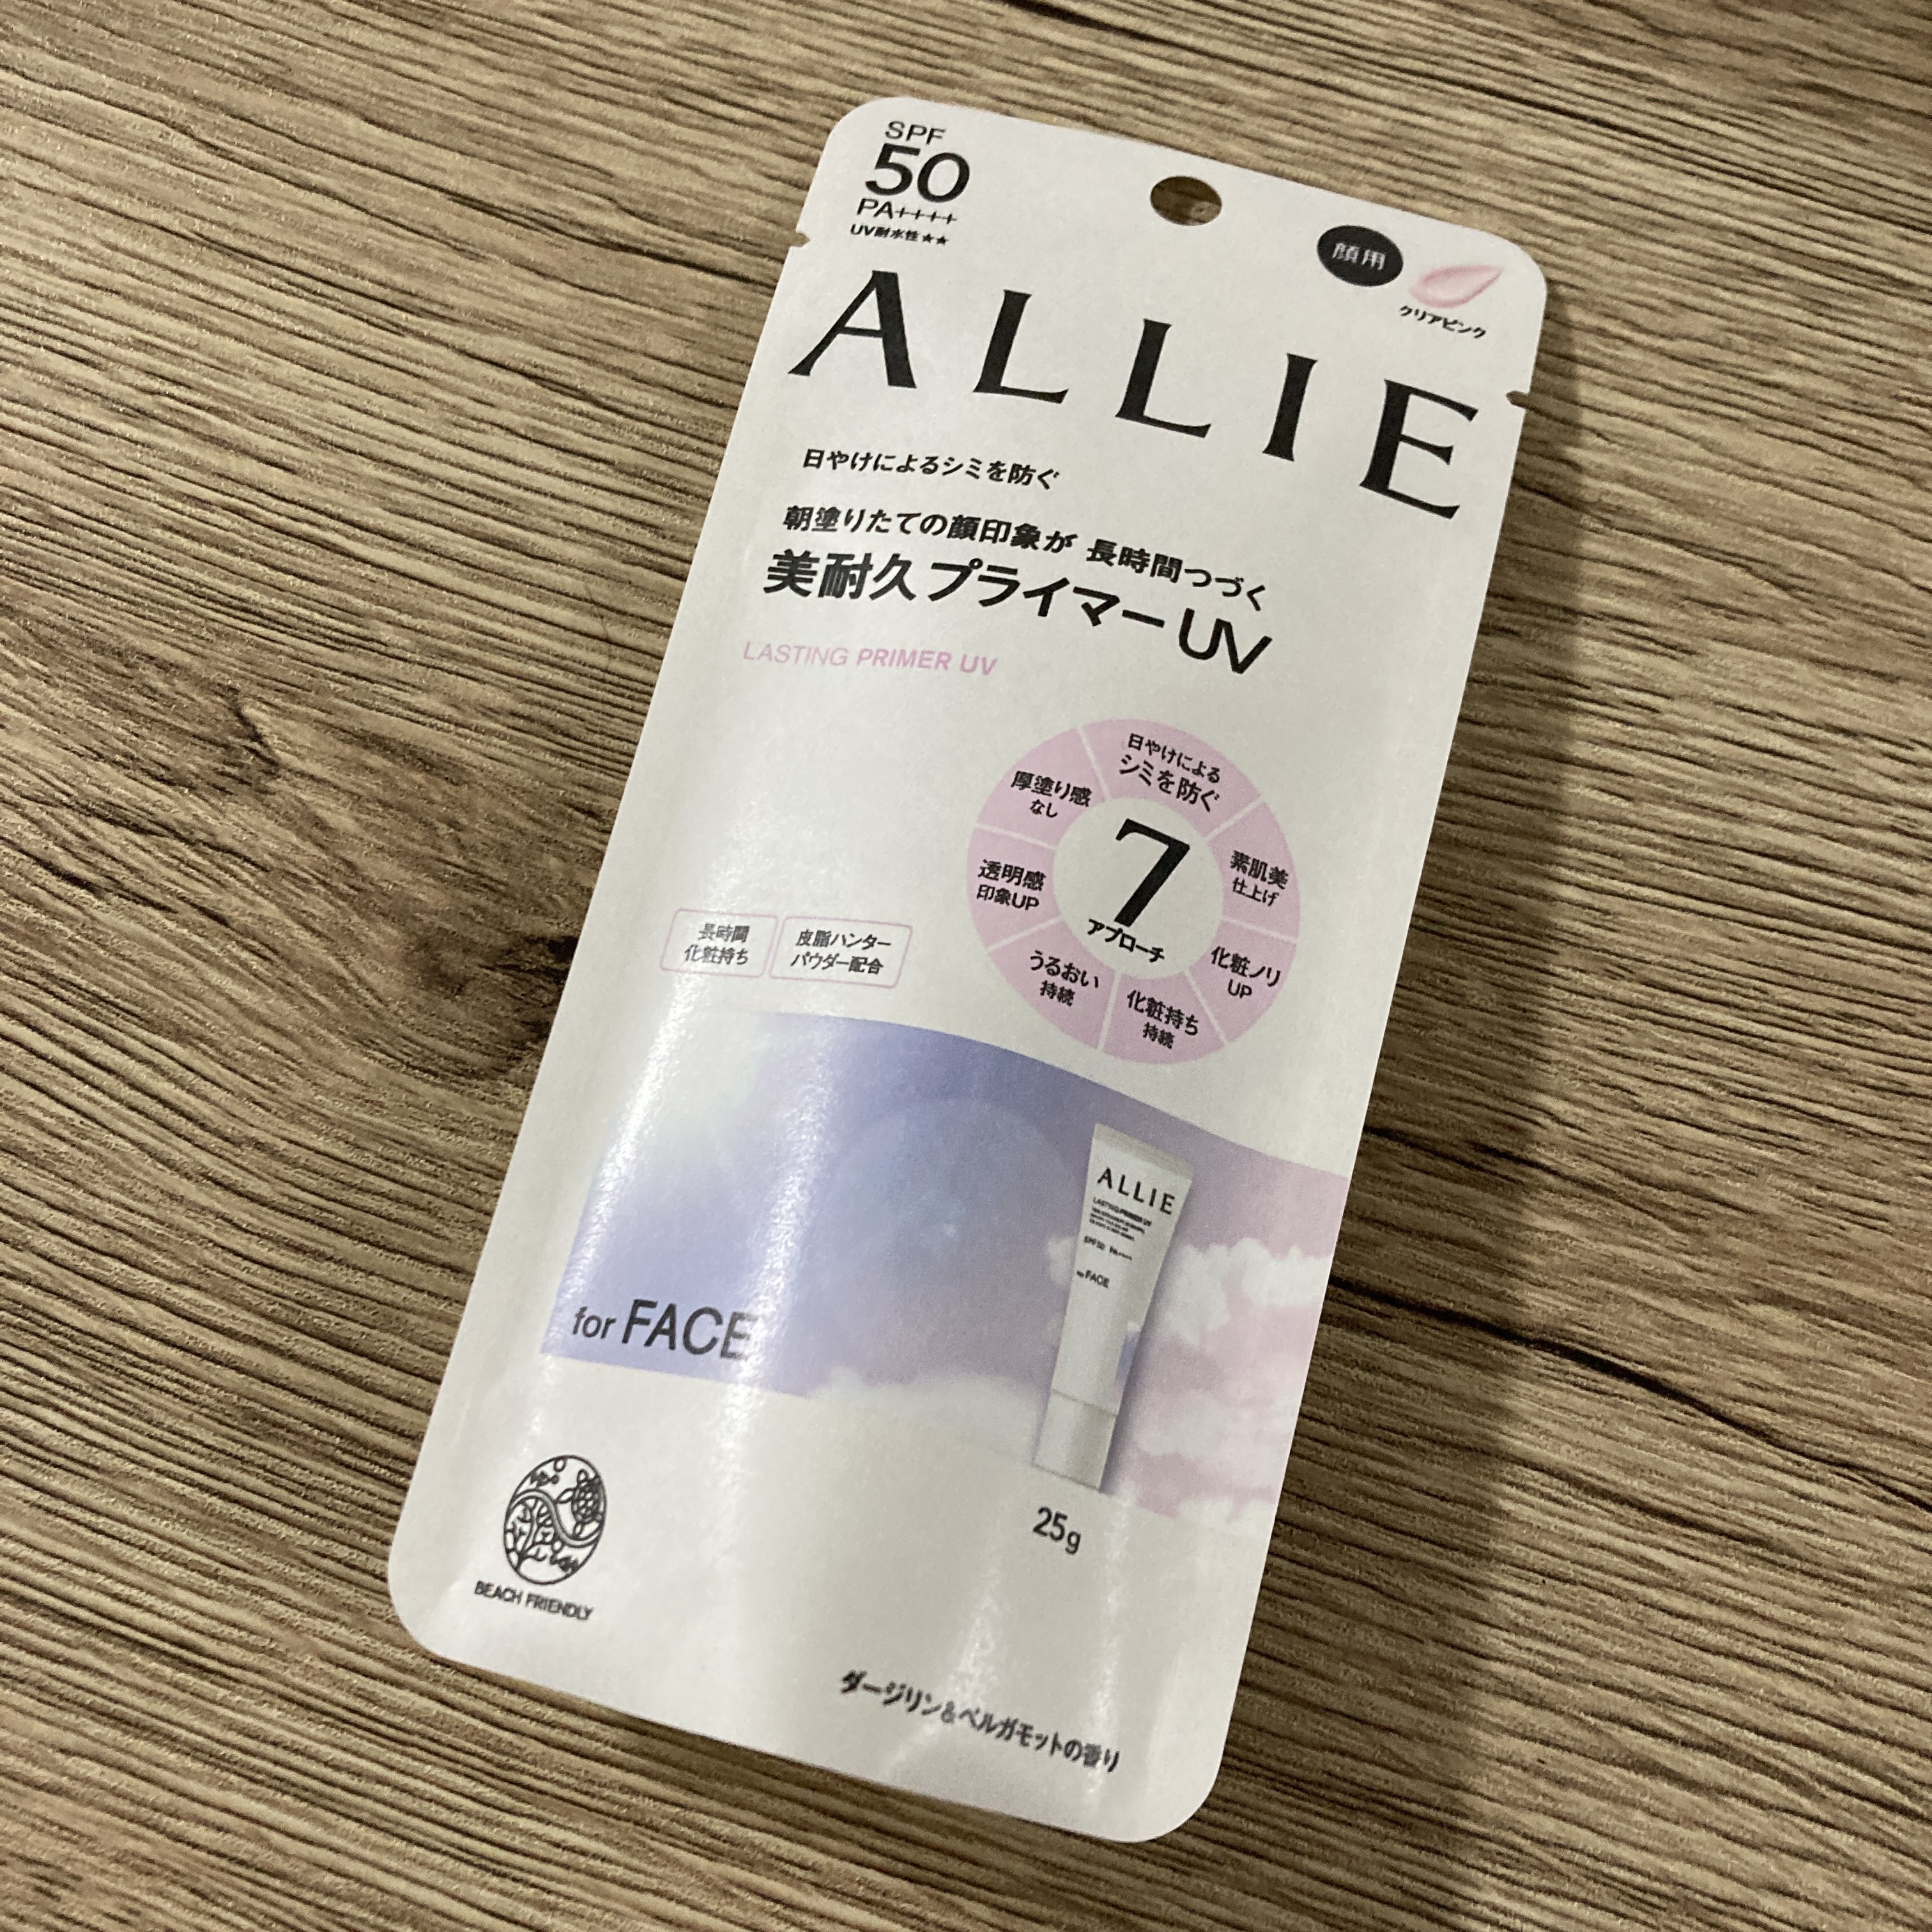 SPF
50
PA++++
UV耐水性★★
顔用
クリアピンク
ALLIE
日やけによるシミを防ぐ
朝塗りたての顔印象が 長時間つづく
美耐久プライマーUV
LASTING PRIMER UV
日やけによる
シミを防ぐ
素肌美
仕上げ
化粧ノリ
UP
化粧持ち
持続
うるおい
持続
透明感
印象UP
厚塗り感
なし
7
アプローチ
長時間
化粧持ち
皮脂ハンター
パウダー配合
ALLIE
LASTING PRIMER UV
SPF50 PA++++
for FACE
for FACE
25g
BEACH FRIENDLY
ダージリン&ベルガモットの香り